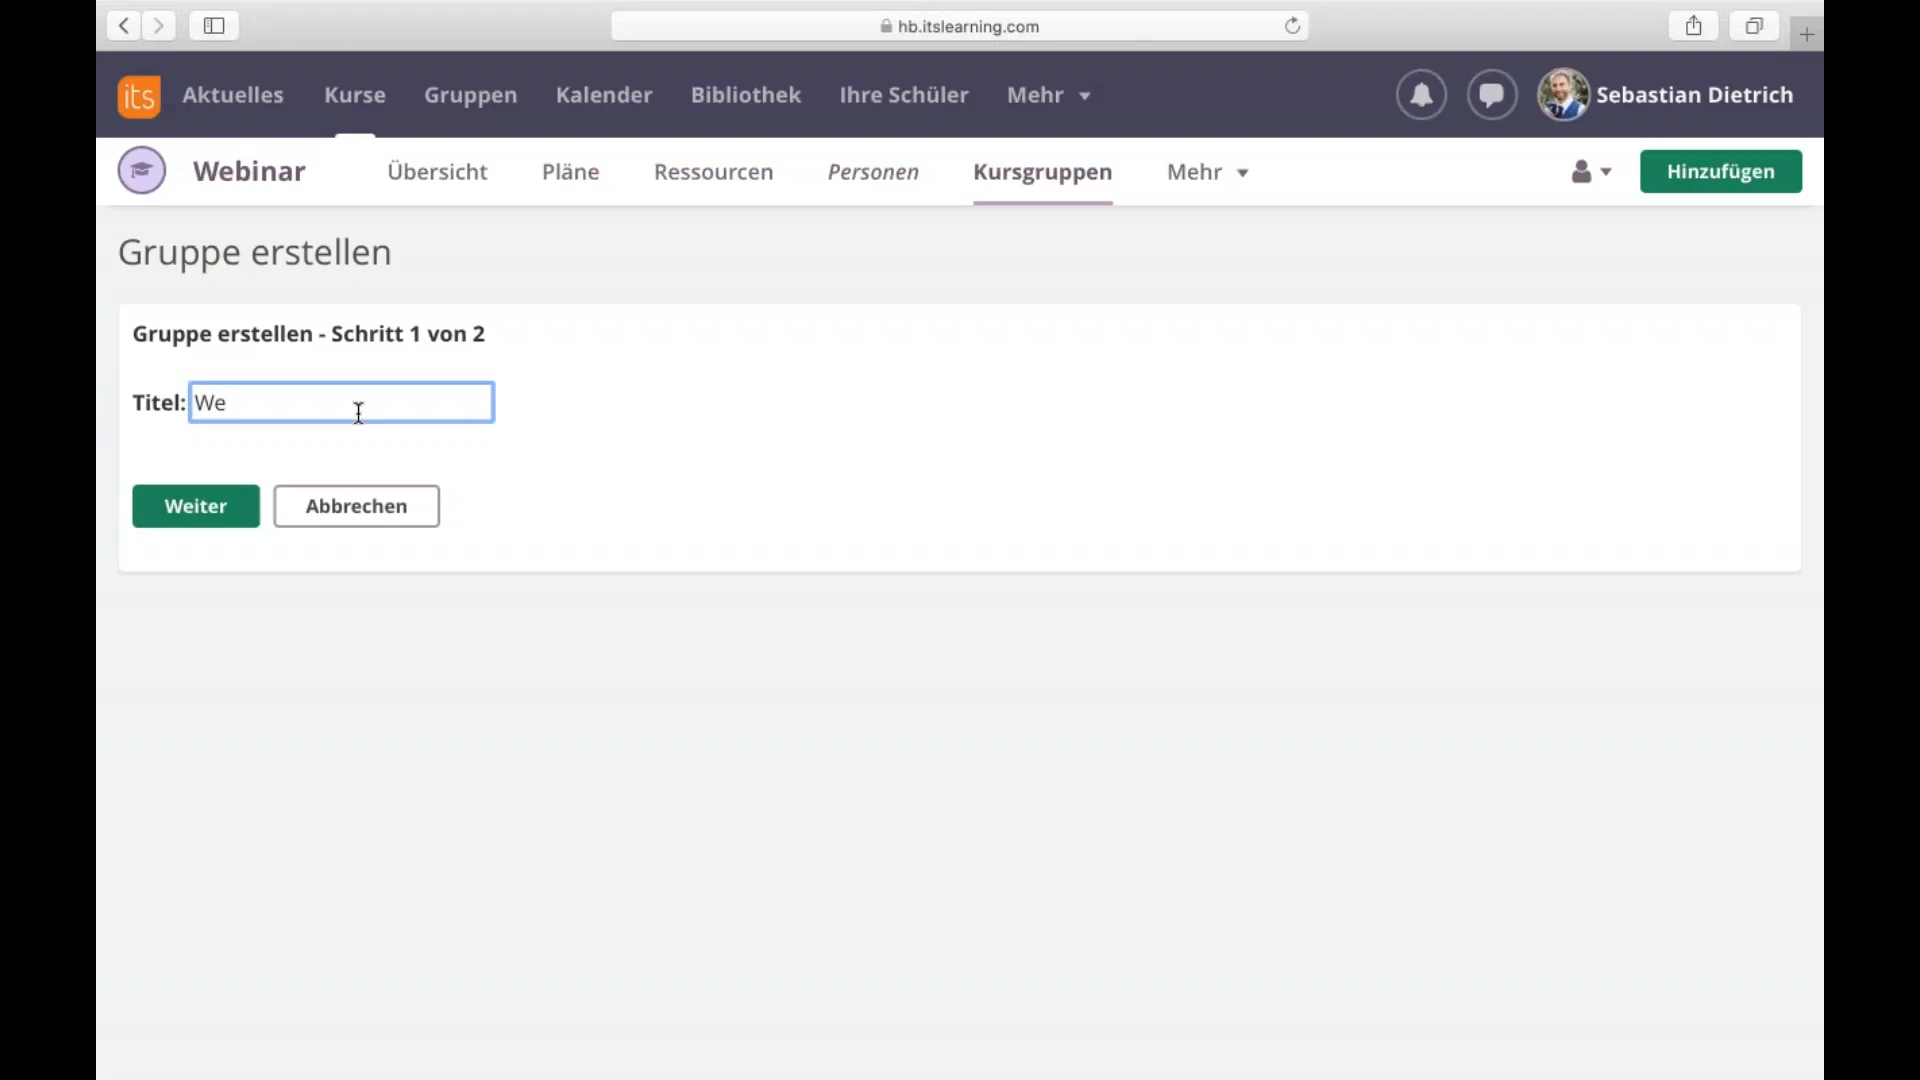 hb.itslearning.com
its Aktuelles Kurse Gruppen Kalender Bibliothek Ihre Schüler Mehr Sebastian Dietrich
Webinar Übersicht Pläne Ressourcen Personen Kursgruppen Mehr Hinzufügen
Gruppe erstellen
Gruppe erstellen - Schritt 1 von 2
Titel: We
Weiter Abbrechen